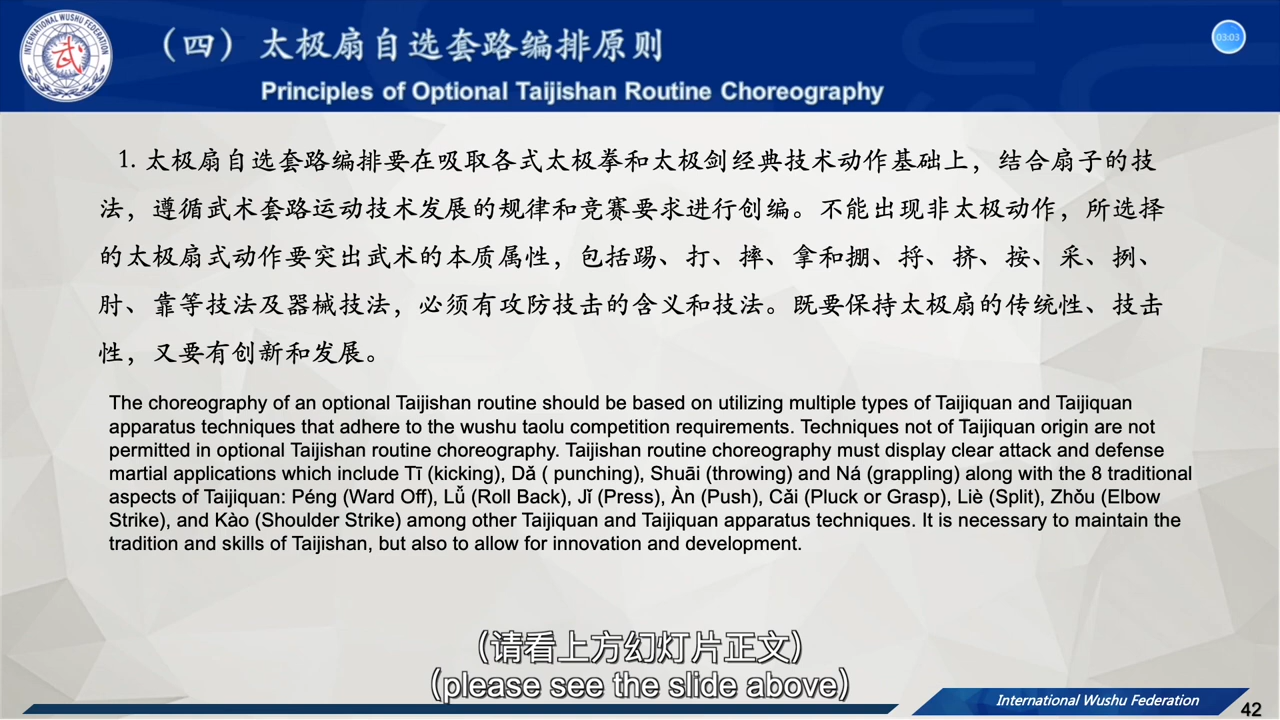 INTERNATIONAL WUSHU FEDERATION
武
（四）太极扇自选套路编排原则
03:03
Principles of Optional Taijishan Routine Choreography
1. 太极扇自选套路编排要在吸取各式太极拳和太极剑经典技术动作基础上，结合扇子的技
法，遵循武术套路运动技术发展的规律和竞赛要求进行创编。不能出现非太极动作，所选择
的太极扇式动作要突出武术的本质属性，包括踢、打、摔、拿和掤、捋、挤、按、采、挒、
肘、靠等技法及器械技法，必须有攻防技击的含义和技法。既要保持太极扇的传统性、技击
性，又要有创新和发展。
The choreography of an optional Taijishan routine should be based on utilizing multiple types of Taijiquan and Taijiquan
apparatus techniques that adhere to the wushu taolu competition requirements. Techniques not of Taijiquan origin are not
permitted in optional Taijishan routine choreography. Taijishan routine choreography must display clear attack and defense
martial applications which include Tī (kicking), Dǎ ( punching), Shuāi (throwing) and Ná (grappling) along with the 8 traditional
aspects of Taijiquan: Péng (Ward Off), Lǚ (Roll Back), Jǐ (Press), Àn (Push), Cǎi (Pluck or Grasp), Liè (Split), Zhǒu (Elbow
Strike), and Kào (Shoulder Strike) among other Taijiquan and Taijiquan apparatus techniques. It is necessary to maintain the
tradition and skills of Taijishan, but also to allow for innovation and development.
（请看上方幻灯片正文）
（please see the slide above）
International Wushu Federation
42